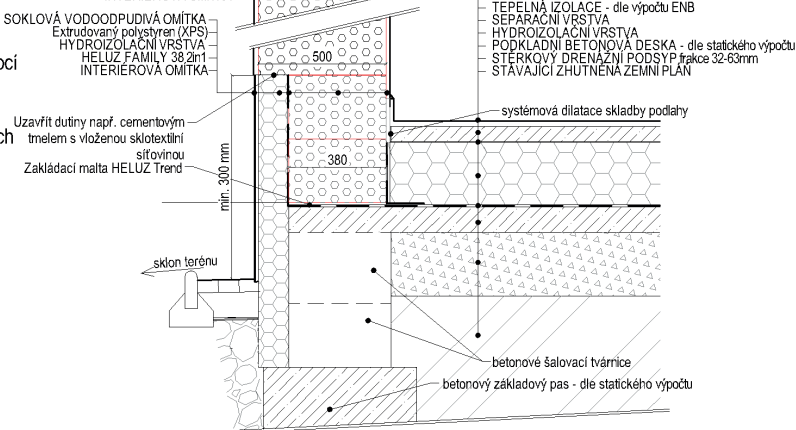 SOKLOVÁ VODOODPUDIVÁ OMÍTKA
Extrudovaný polystyren (XPS)
HYDROIZOLAČNÍ VRSTVA
HELUZ FAMILY 38 2in1
INTERIÉROVÁ OMÍTKA
ocí
TEPELNÁ IZOLACE - dle výpočtu ENB
SEPARAČNÍ VRSTVA
HYDROIZOLAČNÍ VRSTVA
PODKLADNÍ BETONOVÁ DESKA - dle statického výpočtu
ŠTĚRKOVÝ DRENÁŽNÍ PODSYP,frakce 32-63mm
STÁVAJÍCÍ ZHUTNĚNÁ ZEMNÍ PLÁŇ
500
Uzavřít dutiny např. cementovým
tmelem s vloženou sklotextilní
síťovinou
ch
Zakládací malta HELUZ Trend
systémová dilatace skladby podlahy
380
min. 300 mm
sklon terénu
betonové šalovací tvárnice
betonový základový pas - dle statického výpočtu